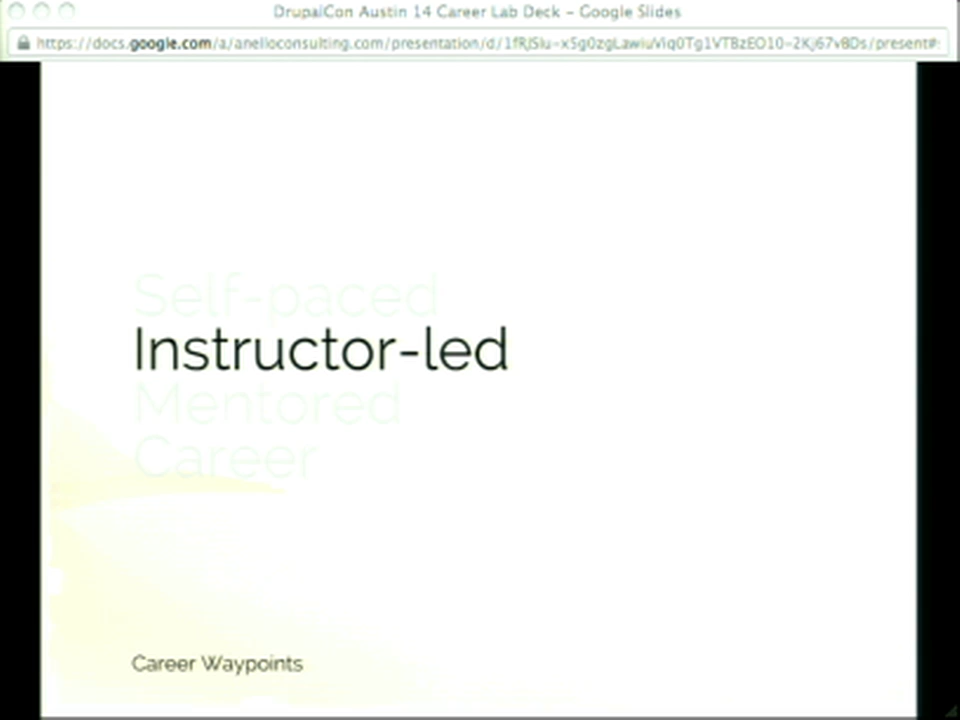 DrupalCon Austin 14 Career Lab Deck – Google Slides
Self-paced
Instructor-led
Mentored
Career
Career Waypoints